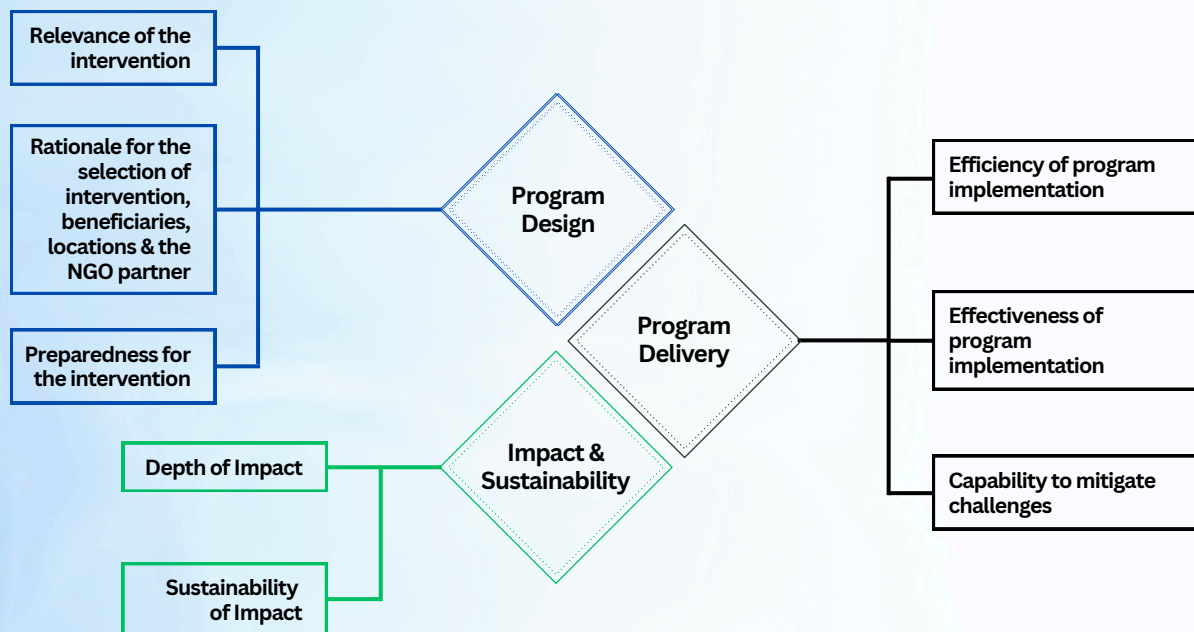 Relevance of the
intervention
Rationale for the
selection of
intervention,
beneficiaries,
locations & the
NGO partner
Preparedness for
the intervention
Program
Design
Program
Delivery
Efficiency of program
implementation
Effectiveness of
program
implementation
Capability to mitigate
challenges
Impact &
Sustainability
Depth of Impact
Sustainability
of Impact